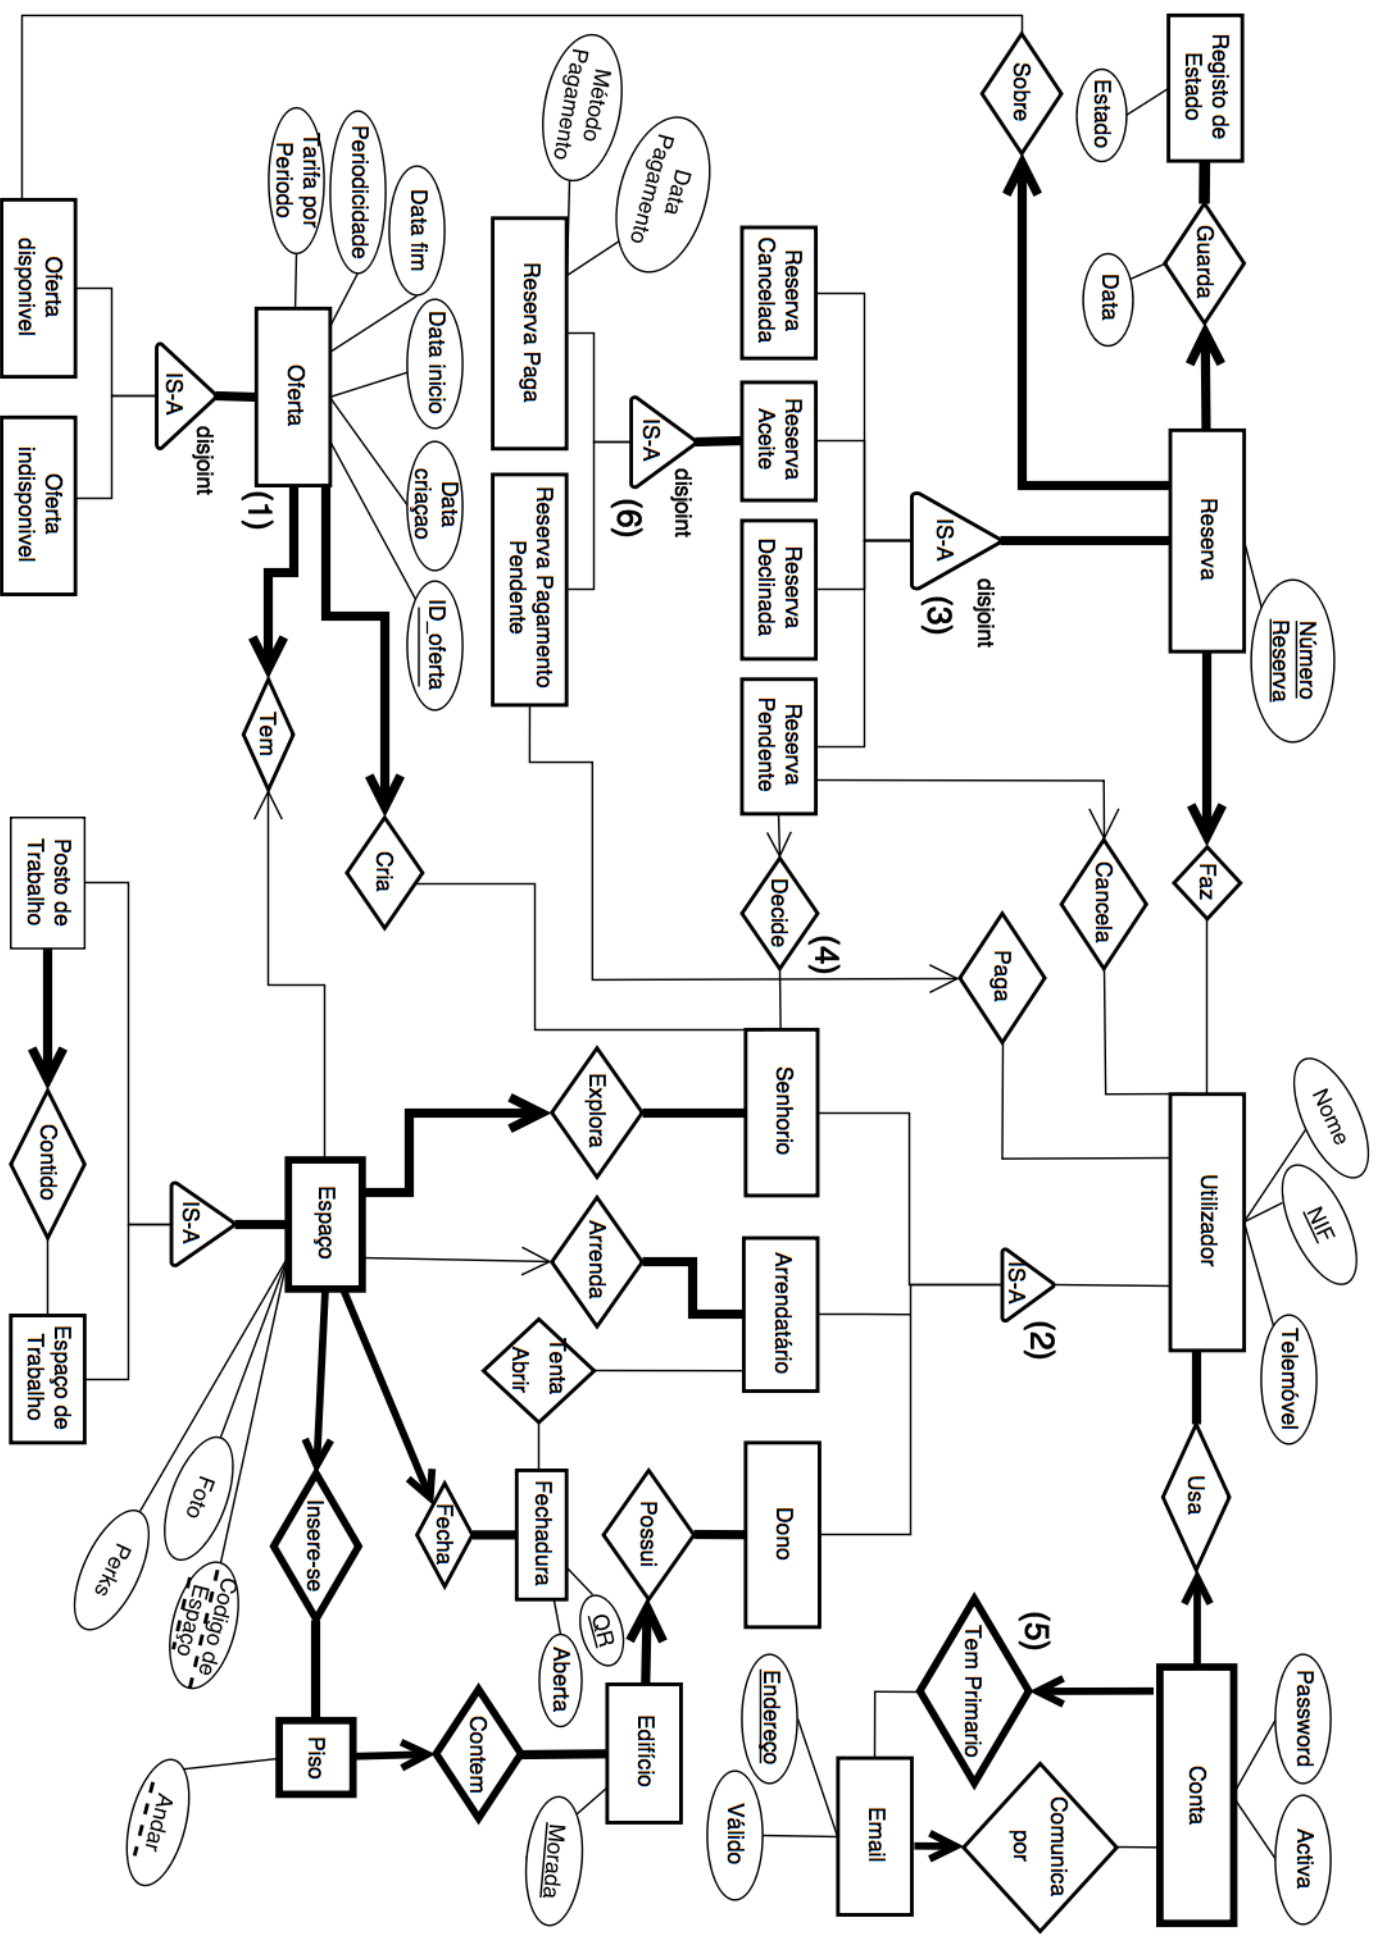 Número
Reserva
Nome
NIF
Telemóvel
Password
Activa
Registo de
Estado
Guarda
Reserva
Faz
Utilizador
Usa
Conta
Estado
Data
Cancela
(2)
(5)
Comunica
por
Sobre
disjoint
IS-A
(3)
Paga
IS-A
Tem Primario
Email
Reserva
Cancelada
Reserva
Aceite
Reserva
Declinada
Reserva
Pendente
(4)
Decide
Senhorio
Arrendatário
Dono
Endereço
Válido
Data
Pagamento
Método
Pagamento
disjoint
IS-A
(6)
Explora
Arrenda
Possui
Edifício
Reserva Paga
Reserva Pagamento
Pendente
Tenta
Abrir
Fechadura
QR
Aberta
Morada
Data fim
Data inicio
Data
criaçao
ID_oferta
Periodicidade
Tarifa por
Periodo
Cria
Fecha
Contem
Oferta
(1)
Tem
Espaço
Insere-se
Piso
disjoint
IS-A
IS-A
Foto
Codigo de
Espaço
Perks
Andar
Oferta
disponivel
Oferta
indisponivel
Posto de
Trabalho
Contido
Espaço de
Trabalho